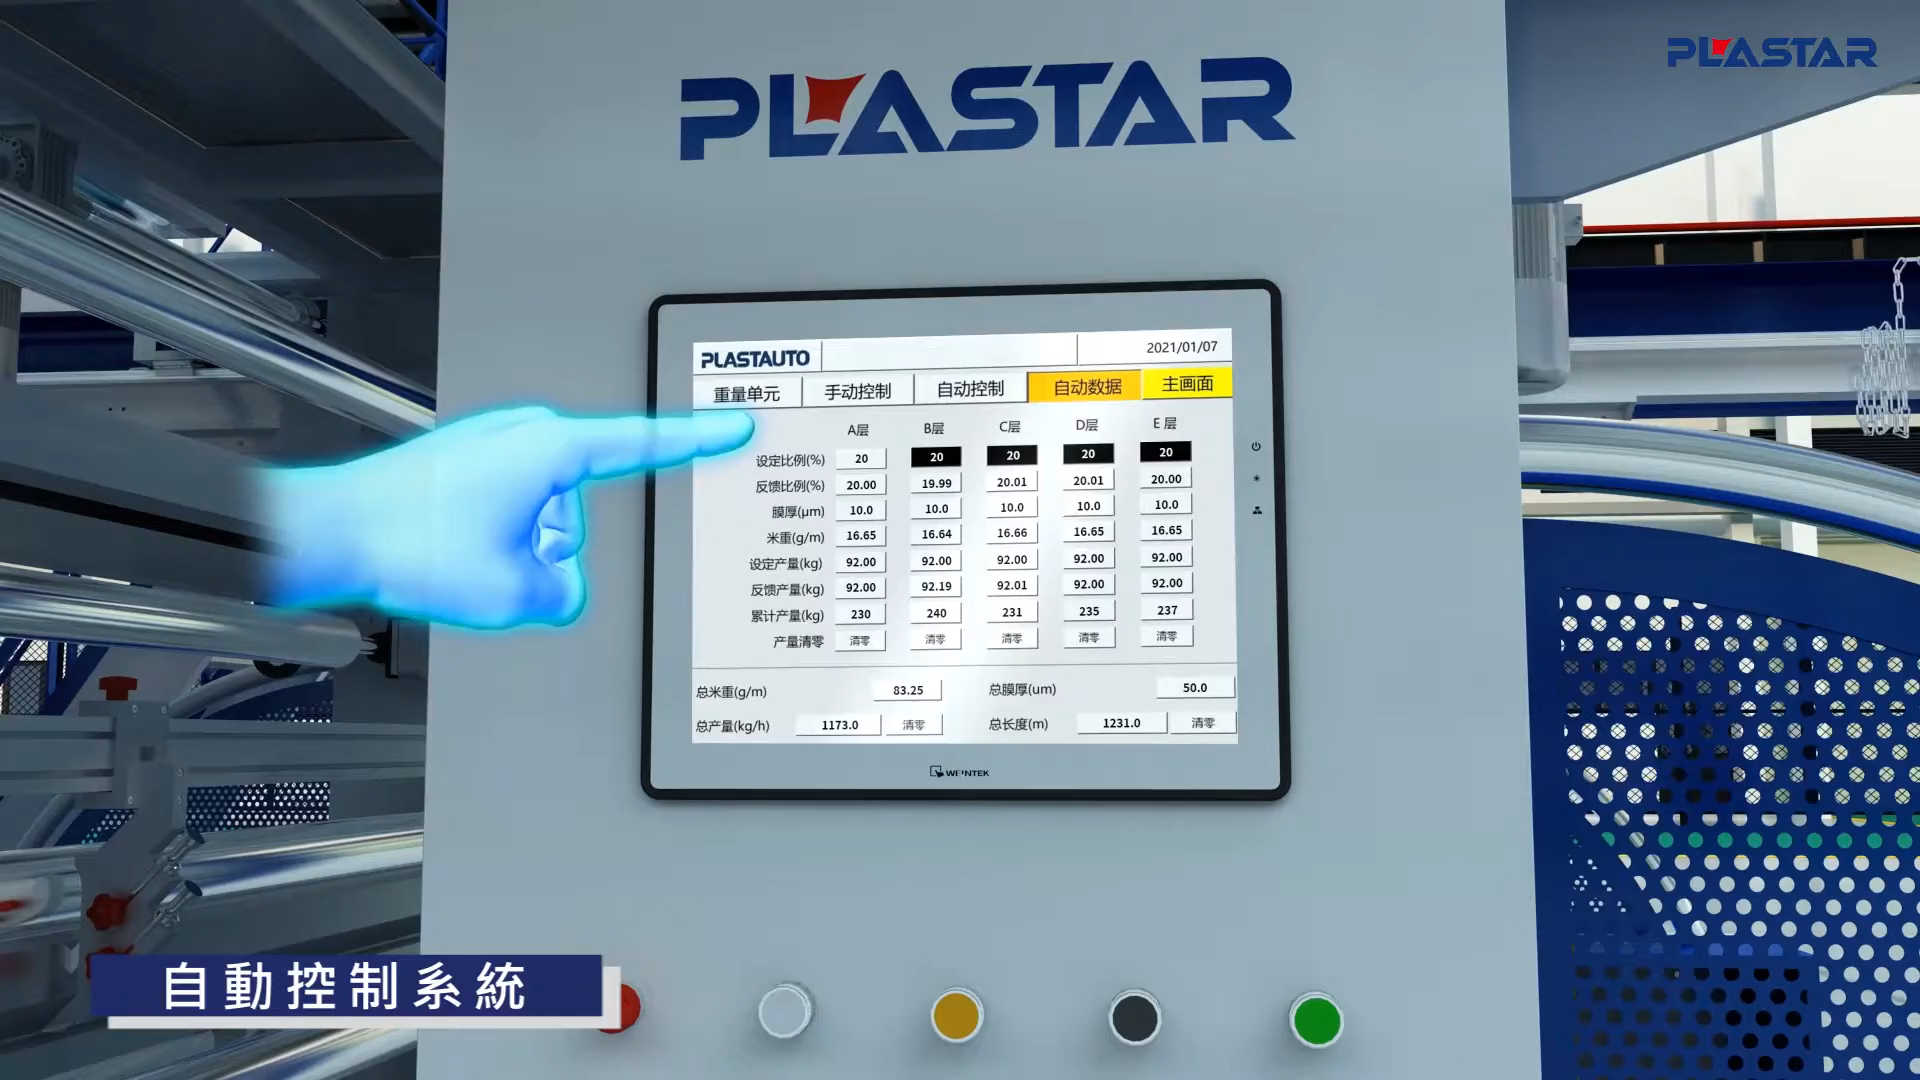 PLASTAR
PLASTAR
PLASTAUTO 2021/01/07
重量单元 手动控制 自动控制 自动数据 主画面
A层 B层 C层 D层 E层
设定比例(%) 20 20 20 20 20
反馈比例(%) 20.00 19.99 20.01 20.01 20.00
膜厚(μm) 10.0 10.0 10.0 10.0 10.0
米重(g/m) 16.65 16.64 16.66 16.65 16.65
设定产量(kg) 92.00 92.00 92.00 92.00 92.00
反馈产量(kg) 92.00 92.19 92.01 92.00 92.00
累计产量(kg) 230 240 231 235 237
产量清零 清零 清零 清零 清零 清零
总米重(g/m) 83.25 总膜厚(um) 50.0
总产量(kg/h) 1173.0 清零 总长度(m) 1231.0 清零
WEINTEK
自動控制系統